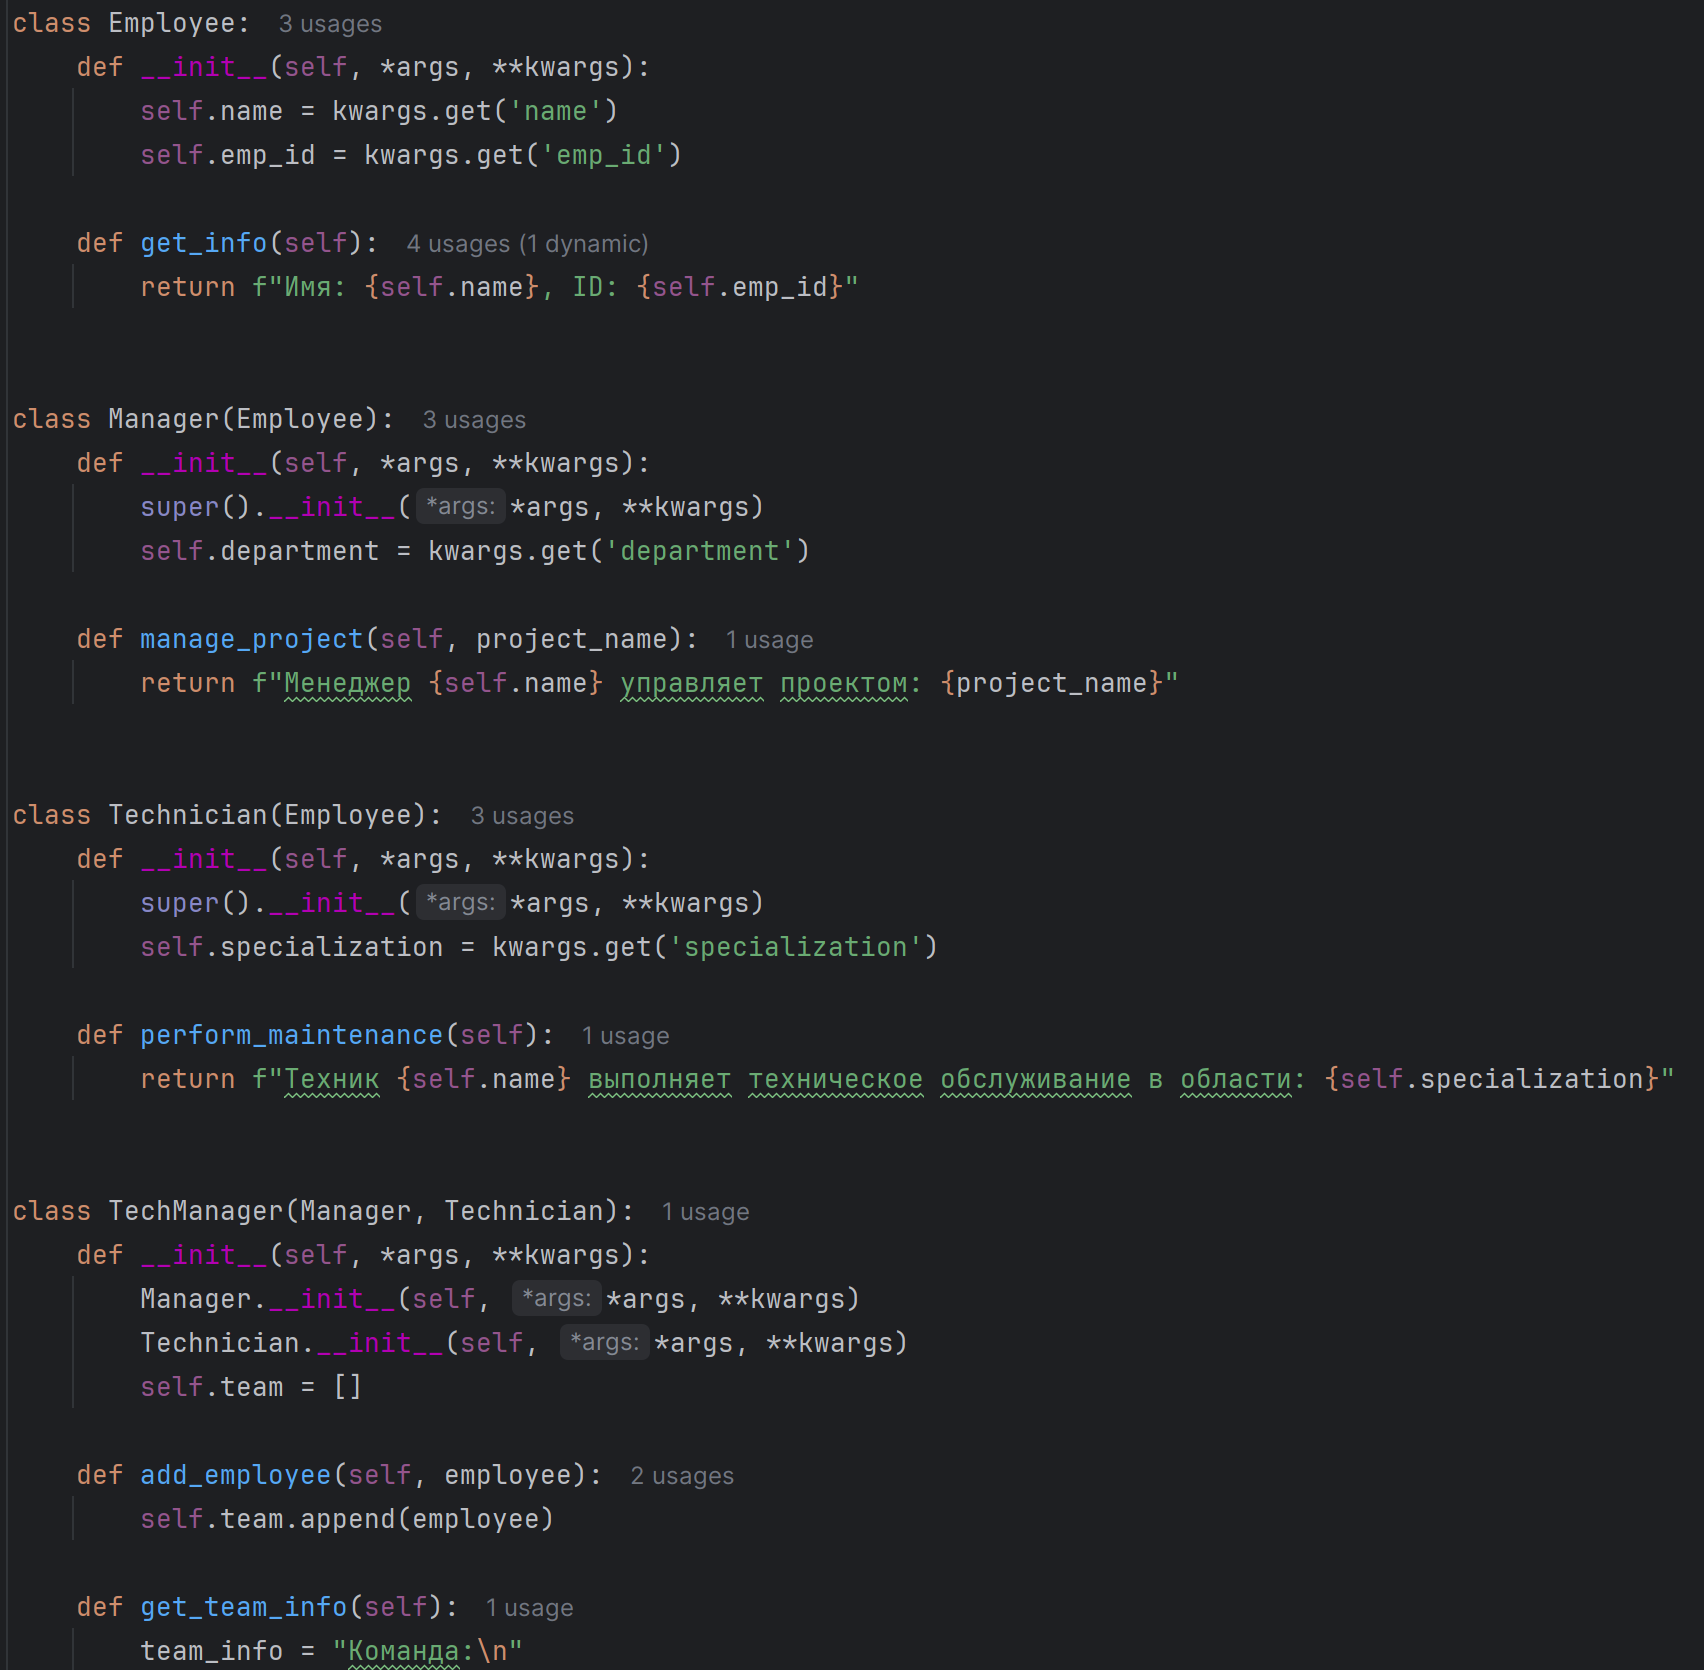 class Employee: 3 usages
    def __init__(self, *args, **kwargs):
        self.name = kwargs.get('name')
        self.emp_id = kwargs.get('emp_id')
    def get_info(self): 4 usages (1 dynamic)
        return f"Имя: {self.name}, ID: {self.emp_id}"
class Manager(Employee): 3 usages
    def __init__(self, *args, **kwargs):
        super().__init__( *args: *args, **kwargs)
        self.department = kwargs.get('department')
    def manage_project(self, project_name): 1 usage
        return f"Менеджер {self.name} управляет проектом: {project_name}"
class Technician(Employee): 3 usages
    def __init__(self, *args, **kwargs):
        super().__init__( *args: *args, **kwargs)
        self.specialization = kwargs.get('specialization')
    def perform_maintenance(self): 1 usage
        return f"Техник {self.name} выполняет техническое обслуживание в области: {self.specialization}"
class TechManager(Manager, Technician): 1 usage
    def __init__(self, *args, **kwargs):
        Manager.__init__(self, *args: *args, **kwargs)
        Technician.__init__(self, *args: *args, **kwargs)
        self.team = []
    def add_employee(self, employee): 2 usages
        self.team.append(employee)
    def get_team_info(self): 1 usage
        team_info = "Команда:\n"